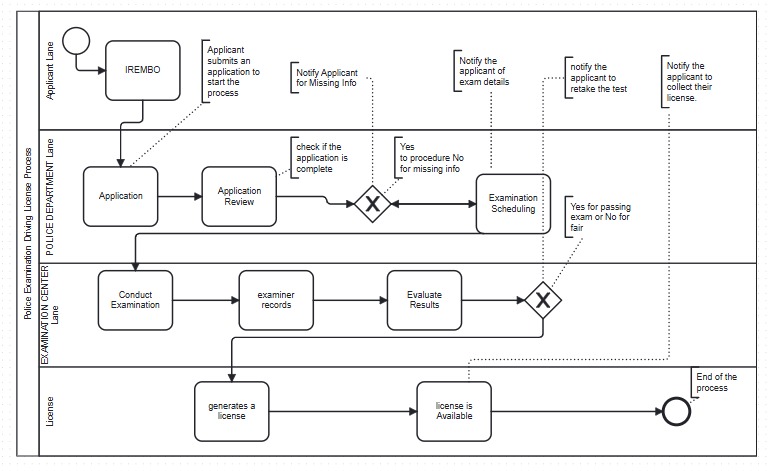 Police Examination Driving License Process
Applicant Lane
IREMBO
Applicant
submits an
application to
start the
process
Notify Applicant
for Missing Info
Notify the
applicant of
exam details
notify the
applicant to
retake the test
Notify the
applicant to
collect their
license.
POLICE DEPARTMENT Lane
Application
Application
Review
check if the
application is
complete
Yes
to procedure No
for missing info
X
Examination
Scheduling
Yes for passing
exam or No for
fair
EXAMINATION CENTER
Lane
Conduct
Examination
examiner
records
Evaluate
Results
X
License
generates a
license
license is
Available
End of the
process